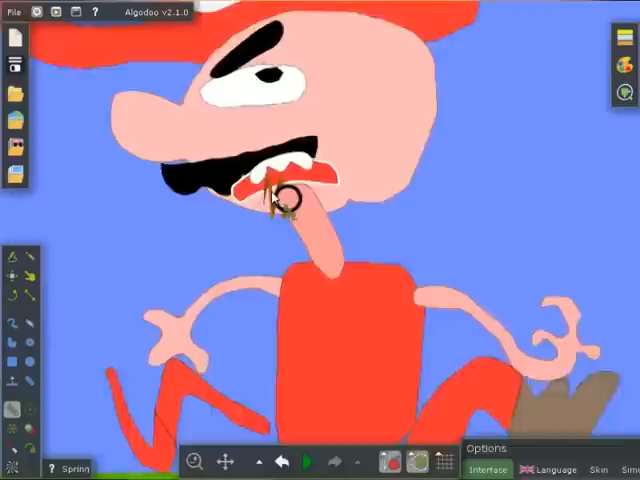 File ? Algodoo v2.1.0
Options
? Spring
Interface Language Skin Simu